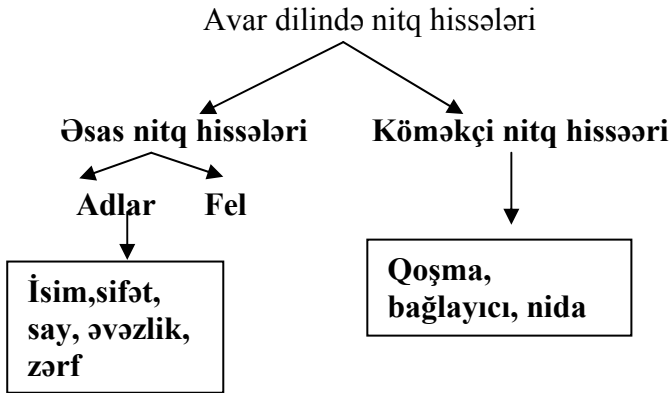 Avar dilində nitq hissələri
Əsas nitq hissələri
Köməkçi nitq hissəəri
Adlar
Fel
İsim,sifət,
say, əvəzlik,
zərf
Qoşma,
bağlayıcı, nida